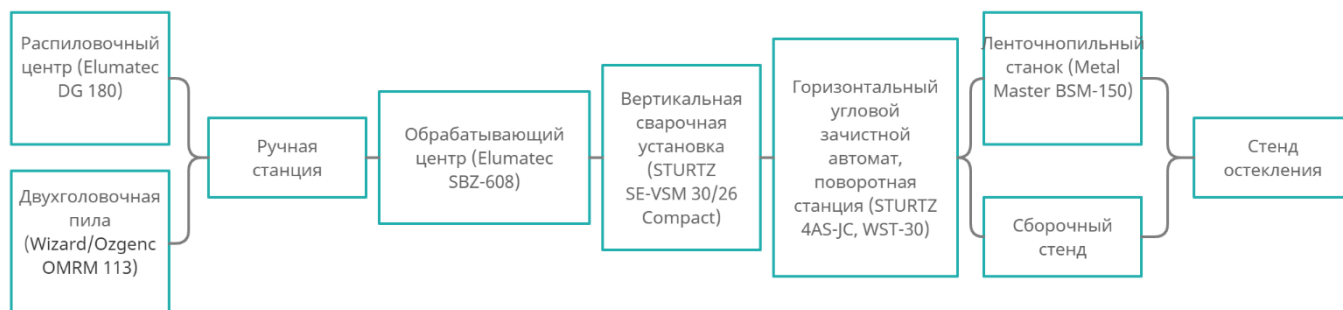 Распиловочный
центр (Elumatec
DG 180)
Двухголовочная
пила
(Wizard/Ozgenc
OMRM 113)
Ручная
станция
Обрабатывающий
центр (Elumatec
SBZ-608)
Вертикальная
сварочная
установка
(STURTZ
SE-VSM 30/26
Compact)
Горизонтальный
угловой
зачистной
автомат,
поворотная
станция (STURTZ
4AS-JC, WST-30)
Ленточнопильный
станок (Metal
Master BSM-150)
Сборочный
стенд
Стенд
остекления